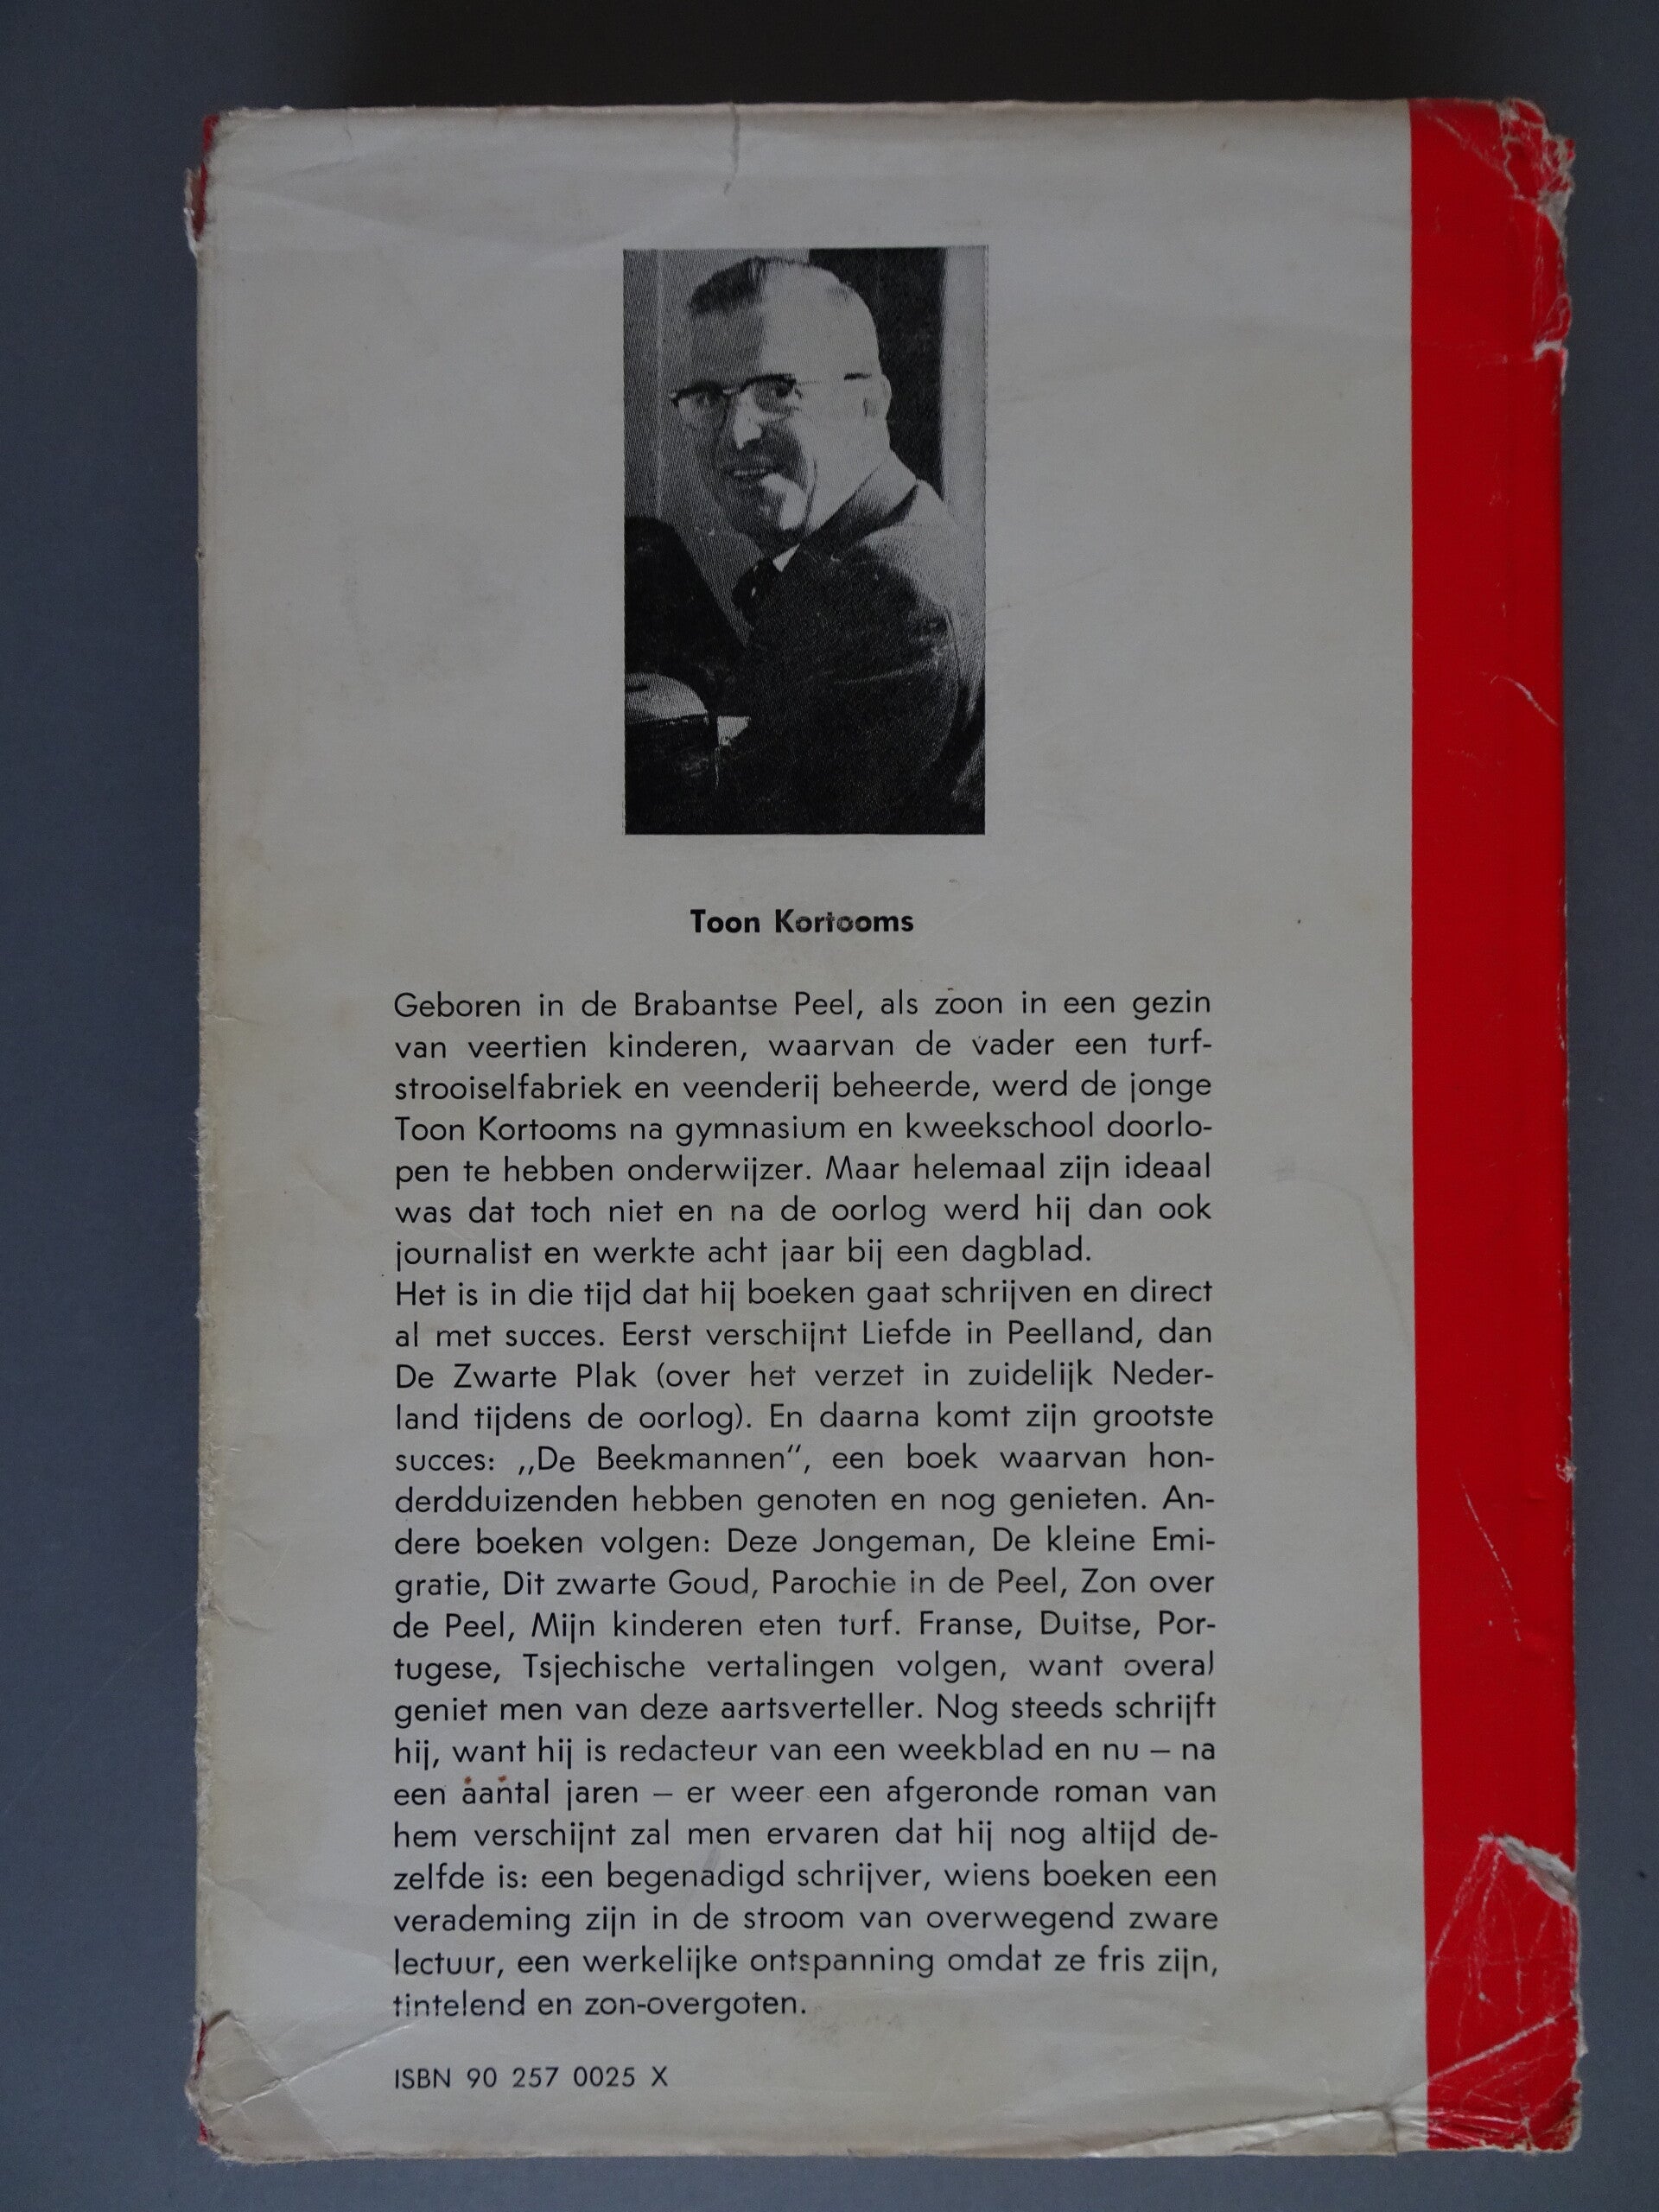 Toon Kortooms
Geboren in de Brabantse Peel, als zoon in een gezin
van veertien kinderen, waarvan de vader een turf-
strooiselfabriek en veenderij beheerde, werd de jonge
Toon Kortooms na gymnasium en kweekschool doorlo-
pen te hebben onderwijzer. Maar helemaal zijn ideaal
was dat toch niet en na de oorlog werd hij dan ook
journalist en werkte acht jaar bij een dagblad.
Het is in die tijd dat hij boeken gaat schrijven en direct
al met succes. Eerst verschijnt Liefde in Peelland, dan
De Zwarte Plak (over het verzet in zuidelijk Neder-
land tijdens de oorlog). En daarna komt zijn grootste
succes: „De Beekmannen”, een boek waarvan hon-
derdduizenden hebben genoten en nog genieten. An-
dere boeken volgen: Deze Jongeman, De kleine Emi-
gratie, Dit zwarte Goud, Parochie in de Peel, Zon over
de Peel, Mijn kinderen eten turf. Franse, Duitse, Por-
tugese, Tsjechische vertalingen volgen, want overal
geniet men van deze aartsverteller. Nog steeds schrijft
hij, want hij is redacteur van een weekblad en nu – na
een aantal jaren – er weer een afgeronde roman van
hem verschijnt zal men ervaren dat hij nog altijd de-
zelfde is: een begenadigd schrijver, wiens boeken een
verademing zijn in de stroom van overwegend zware
lectuur, een werkelijke ontspanning omdat ze fris zijn,
tintelend en zon-overgoten.
ISBN 90 257 0025 X